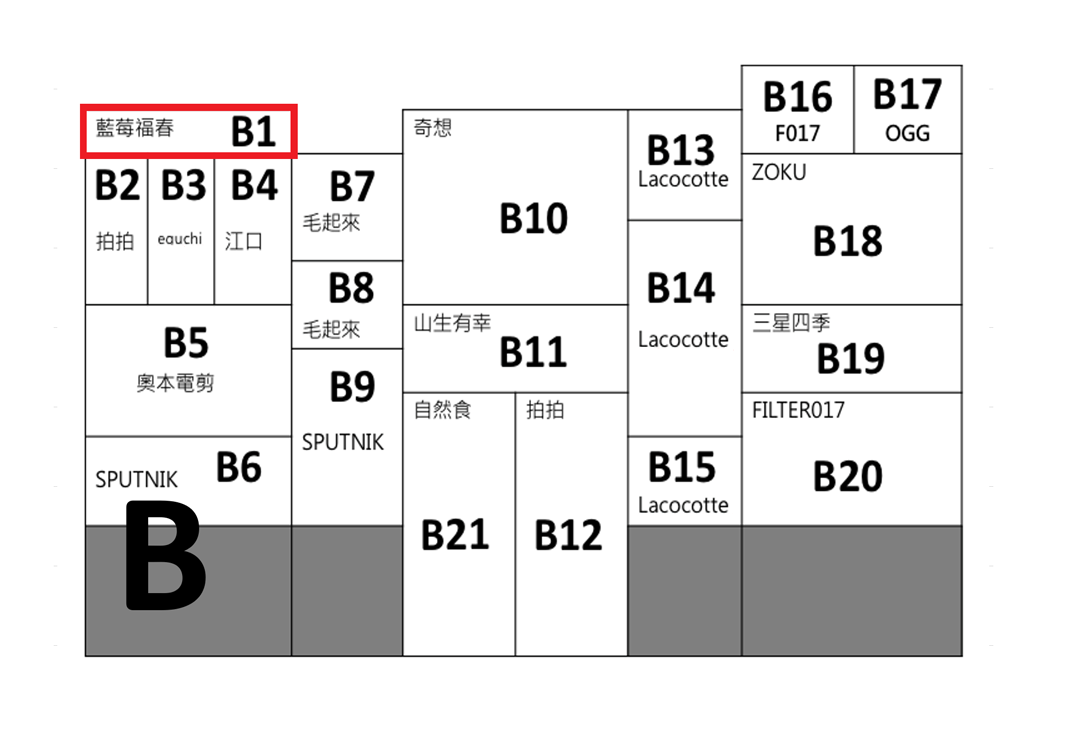 藍莓福春 B1
B2
拍拍
B3
eguchi
B4
江口
B5
奧本電剪
B6
SPUTNIK
B
B7
毛起來
B8
毛起來
B9
SPUTNIK
奇想
B10
山生有幸
B11
自然食
B21
拍拍
B12
B13
Lacocotte
B14
Lacocotte
B15
Lacocotte
B16
F017
B17
OGG
ZOKU
B18
三星四季
B19
FILTER017
B20